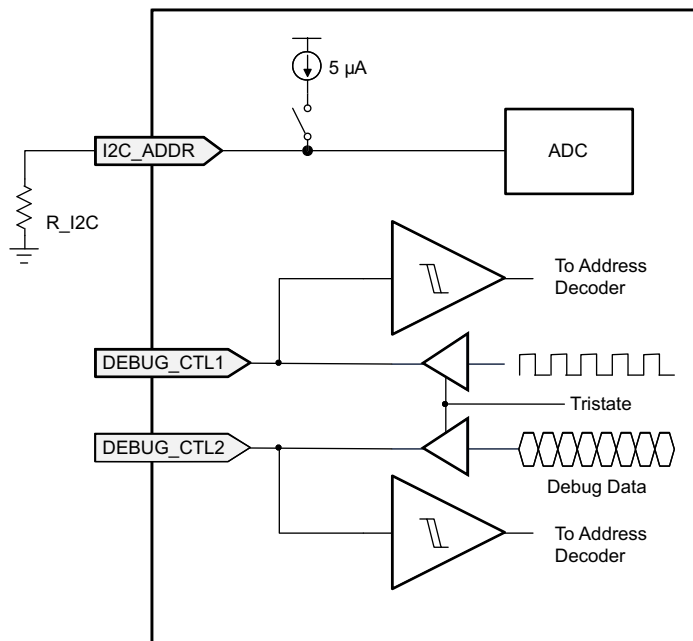 5 µA
I2C_ADDR
ADC
R_I2C
To Address
Decoder
DEBUG_CTL1
Tristate
DEBUG_CTL2
Debug Data
To Address
Decoder